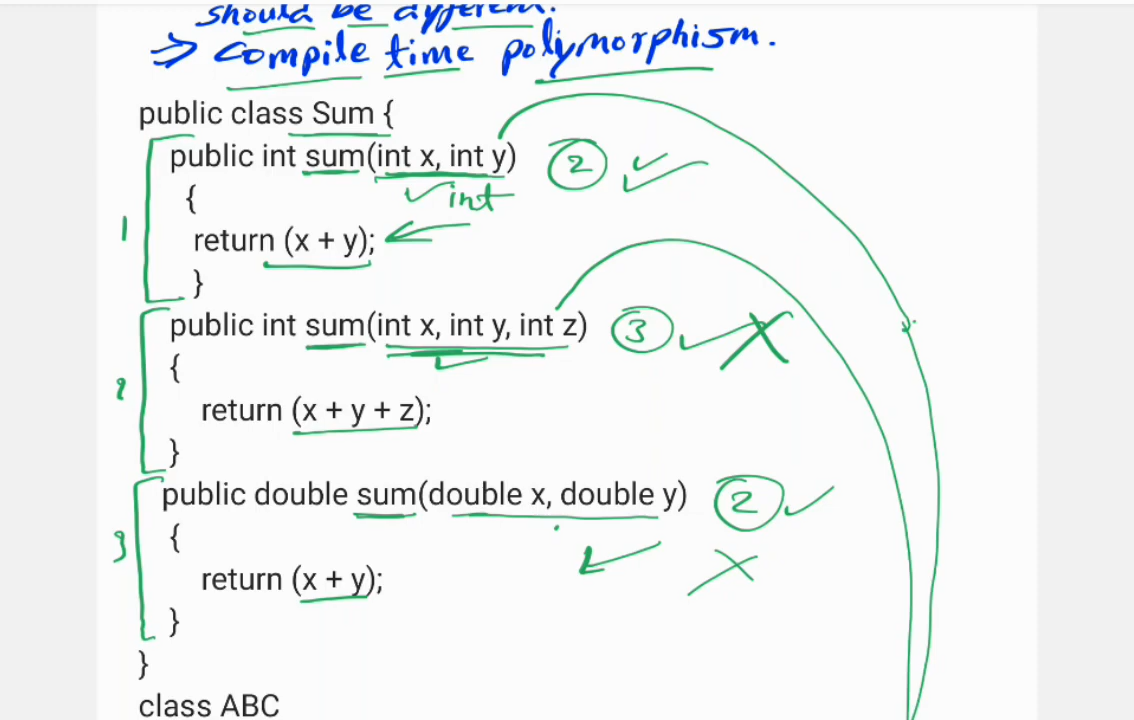 should be different.
⇒ compile time polymorphism.
public class Sum {
public int sum(int x, int y) 2
int
{
1
return (x + y);
}
public int sum(int x, int y, int z) 3
{
2
return (x + y + z);
}
public double sum(double x, double y) 2
{
3
return (x + y);
}
}
class ABC